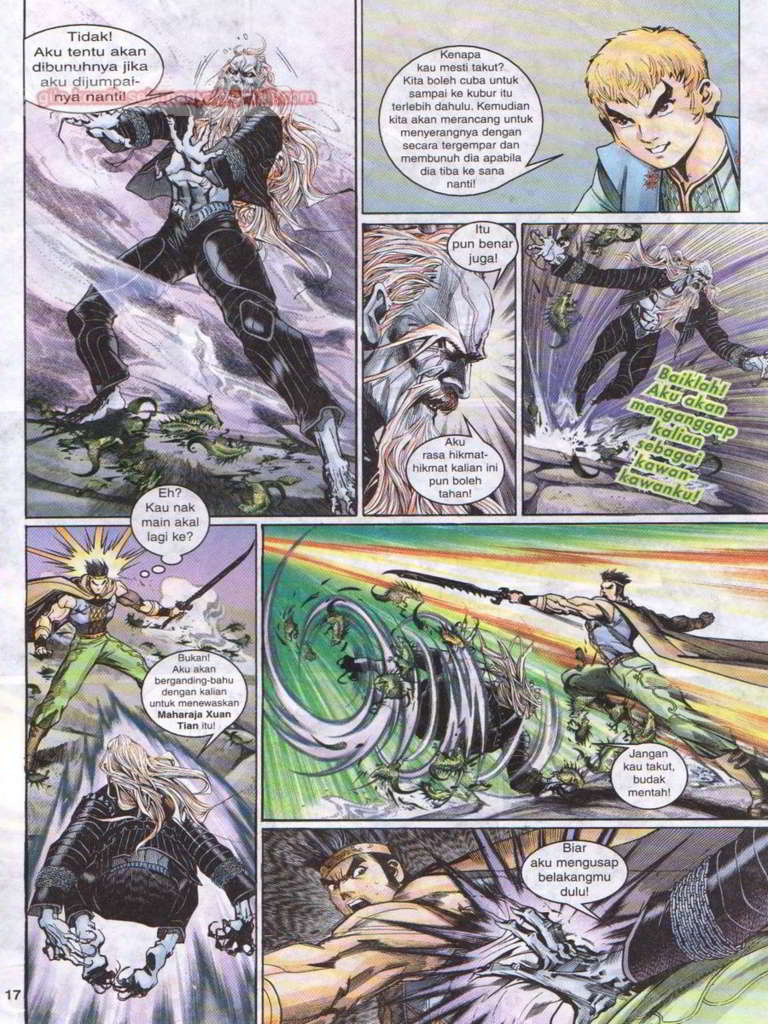 Tidak!
Aku tentu akan
dibunuhnya jika
aku dijumpai-
nya nanti!
Kenapa
kau mesti takut?
Kita boleh cuba untuk
sampai ke kubur itu
terlebih dahulu. Kemudian
kita akan merancang untuk
menyerangnya dengan
secara tergempar dan
membunuh dia apabila
dia tiba ke sana
nanti!
Itu
pun benar
juga!
Aku
rasa hikmat-
hikmat kalian ini
pun boleh
tahan!
Baiklah!
Aku akan
menganggap
kalian
sebagai
kawan-
kawanku!
Eh?
Kau nak
main akal
lagi ke?
Bukan!
Aku akan
berganding-bahu
dengan kalian
untuk menewaskan
Maharaja Xuan
Tian itu!
Jangan
kau takut,
budak
mentah!
Biar
aku mengusap
belakangmu
dulu!
17